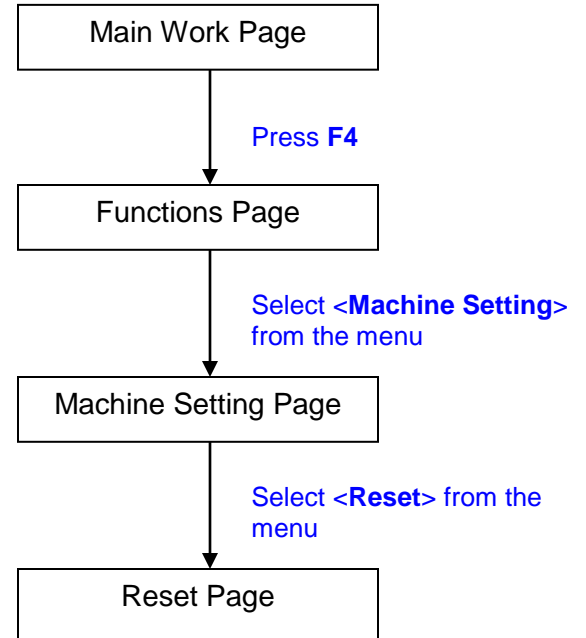 Main Work Page
Press F4
Functions Page
Select <Machine Setting>
from the menu
Machine Setting Page
Select <Reset> from the
menu
Reset Page